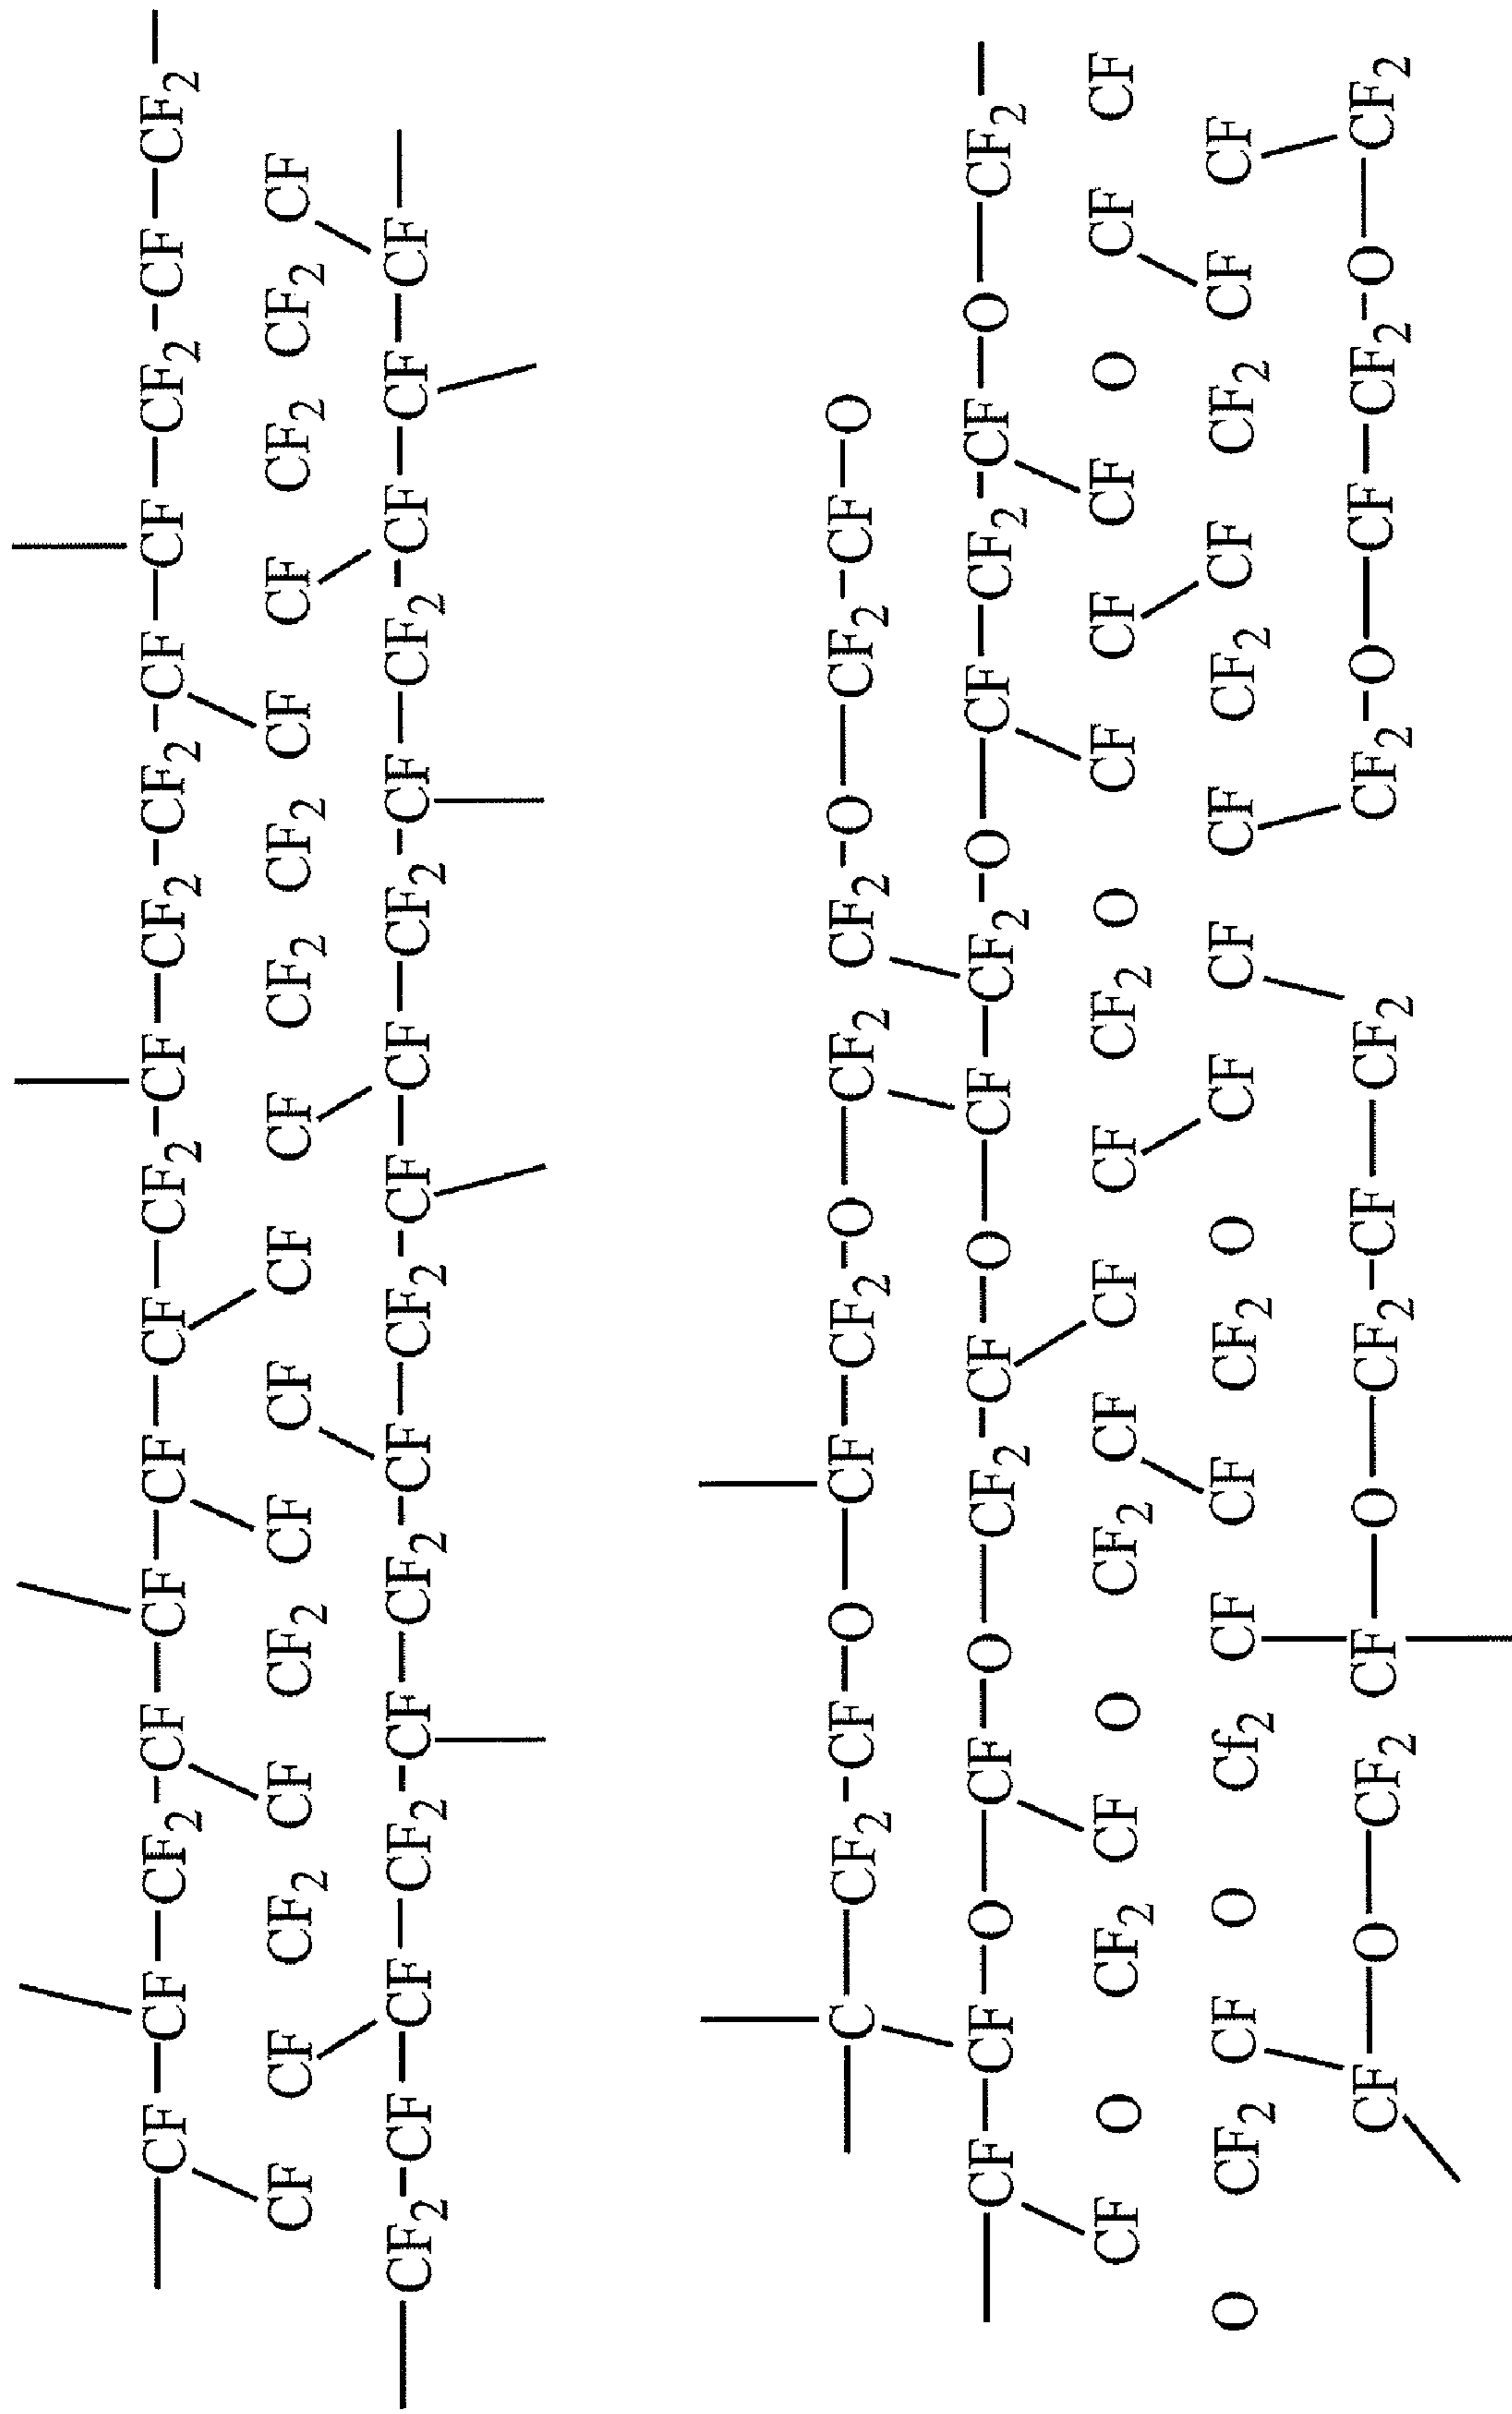 CF CF CF₂ CF CF CF CF CF₂ CF CF₂ CF₂ CF CF CF₂ CF CF₂
CF CF CF₂ CF CF₂ CF CF CF CF CF₂ CF₂ CF CF CF₂ CF₂ CF
CF₂ CF CF CF₂ CF CF₂ CF CF₂ CF CF CF₂ CF CF₂ CF CF CF
C CF₂ CF O CF CF₂ O CF₂ CF₂ O CF₂ CF O
CF CF O CF O CF₂ CF O CF CF₂ O CF CF₂ CF O CF₂
CF O CF₂ CF O CF₂ CF CF CF CF₂ O CF CF CF O CF CF
O CF₂ CF O Cf₂ CF CF CF₂ O CF CF CF CF₂ CF CF₂ CF CF
CF O CF₂ CF O CF₂ CF CF₂ CF₂ O CF CF₂ O CF₂